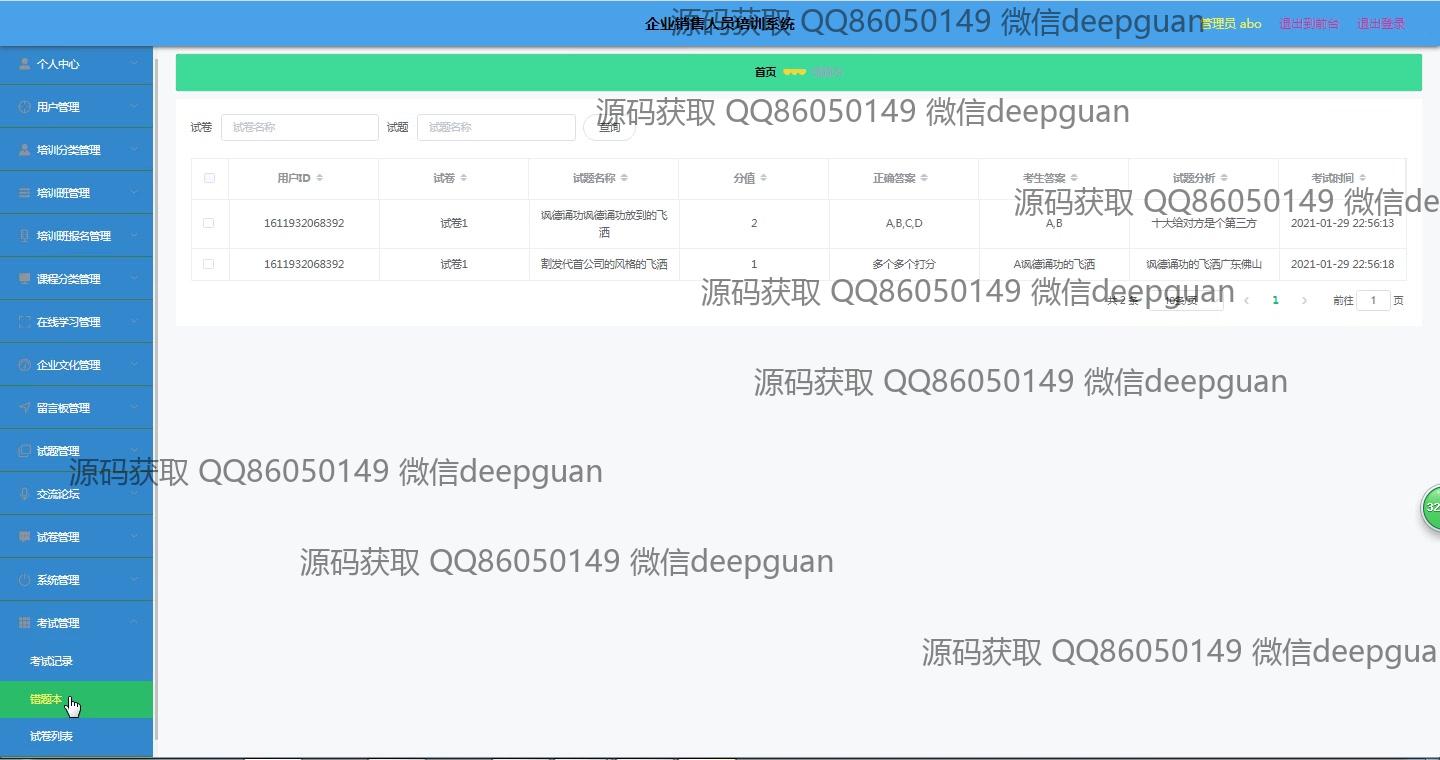 企业销售人员培训系统
管理员 abo 退出到前台 退出登录
源码获取 QQ86050149 微信deepguan
个人中心
用户管理
培训分类管理
培训班管理
培训班报名管理
课程分类管理
在线学习管理
企业文化管理
留言板管理
试题管理
交流论坛
试卷管理
系统管理
考试管理
考试记录
错题本
试卷列表
首页 错题本
源码获取 QQ86050149 微信deepguan
试卷 试卷名称 试题 试题名称 查询
用户ID 试卷 试题名称 分值 正确答案 考生答案 试题分析 考试时间
源码获取 QQ86050149 微信de
1611932068392 试卷1 讽德诵功讽德诵功放到的飞洒 2 A,B,C,D A,B 十大给对方是个第三方 2021-01-29 22:56:13
1611932068392 试卷1 割发代首公司的风格的飞洒 1 多个多个打分 A讽德诵功的飞洒 讽德诵功的飞洒广东佛山 2021-01-29 22:56:18
源码获取 QQ86050149 微信deepguan
共 2 条 10条/页 1 前往 1 页
源码获取 QQ86050149 微信deepguan
源码获取 QQ86050149 微信deepguan
32
源码获取 QQ86050149 微信deepguan
源码获取 QQ86050149 微信deepgua